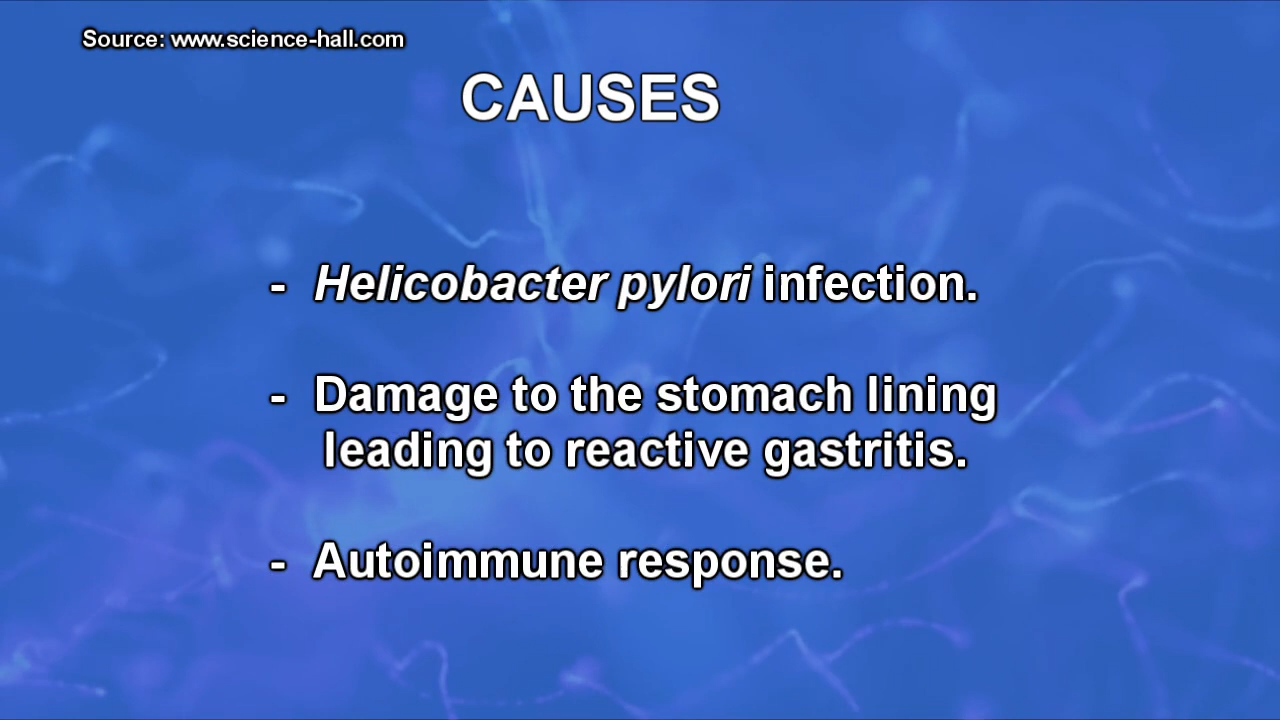 Source: www.science-hall.com
CAUSES
- Helicobacter pylori infection.
- Damage to the stomach lining
leading to reactive gastritis.
- Autoimmune response.